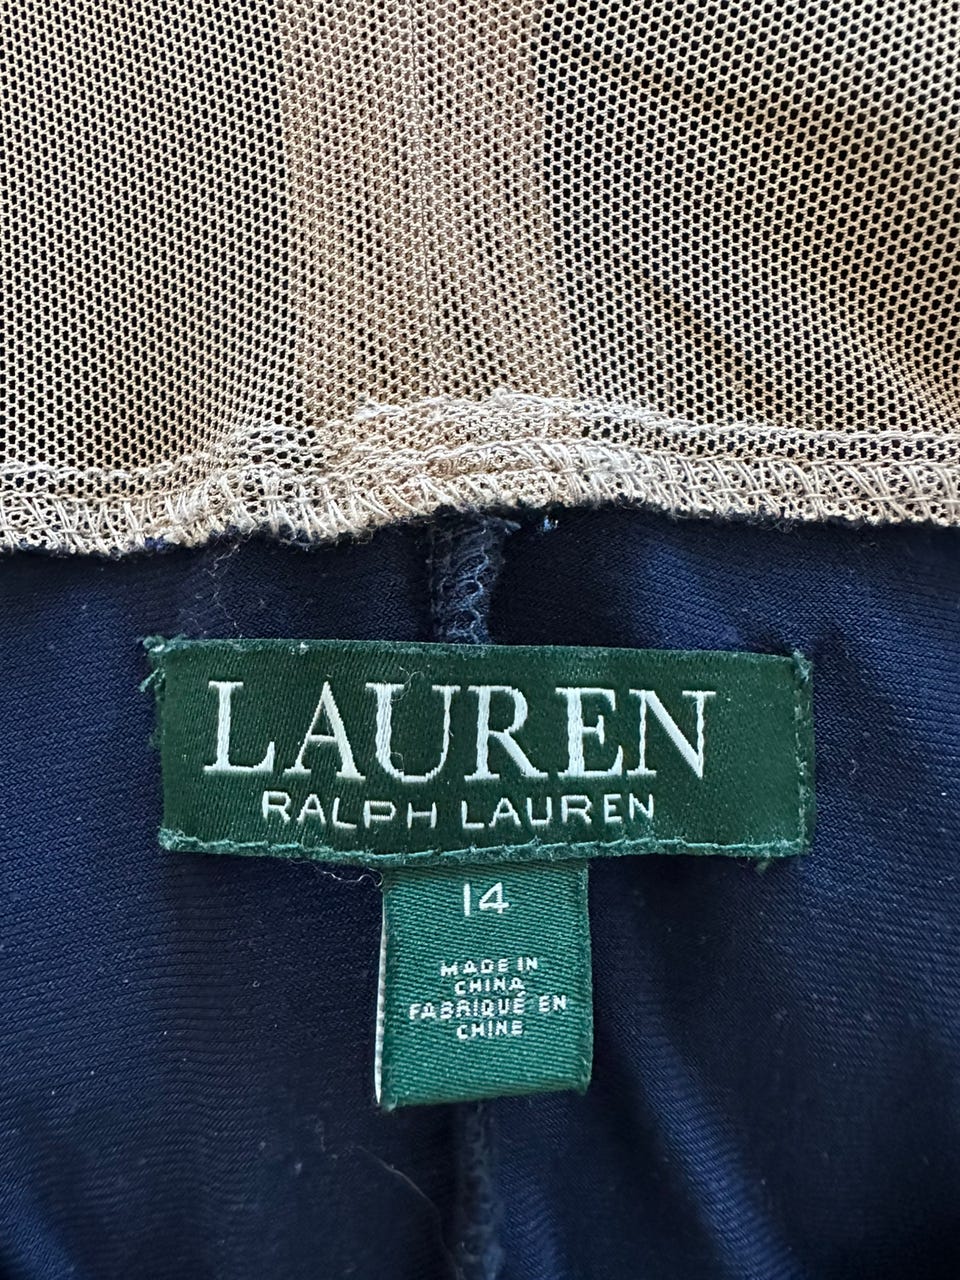 LAUREN
RALPH LAUREN
14
MADE IN
CHINA
FABRIQUÉ EN
CHINE